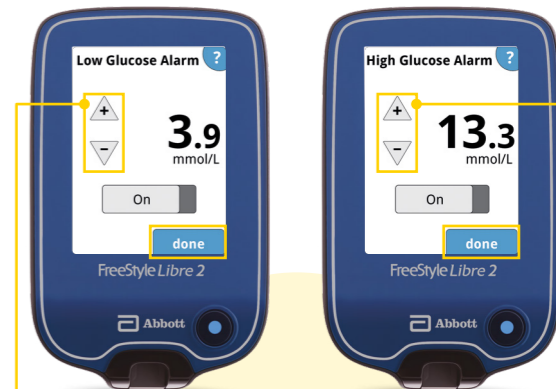 Low Glucose Alarm ?
+
3.9
mmol/L
−
On
done
FreeStyle Libre 2
Abbott
High Glucose Alarm ?
+
13.3
mmol/L
−
On
done
FreeStyle Libre 2
Abbott